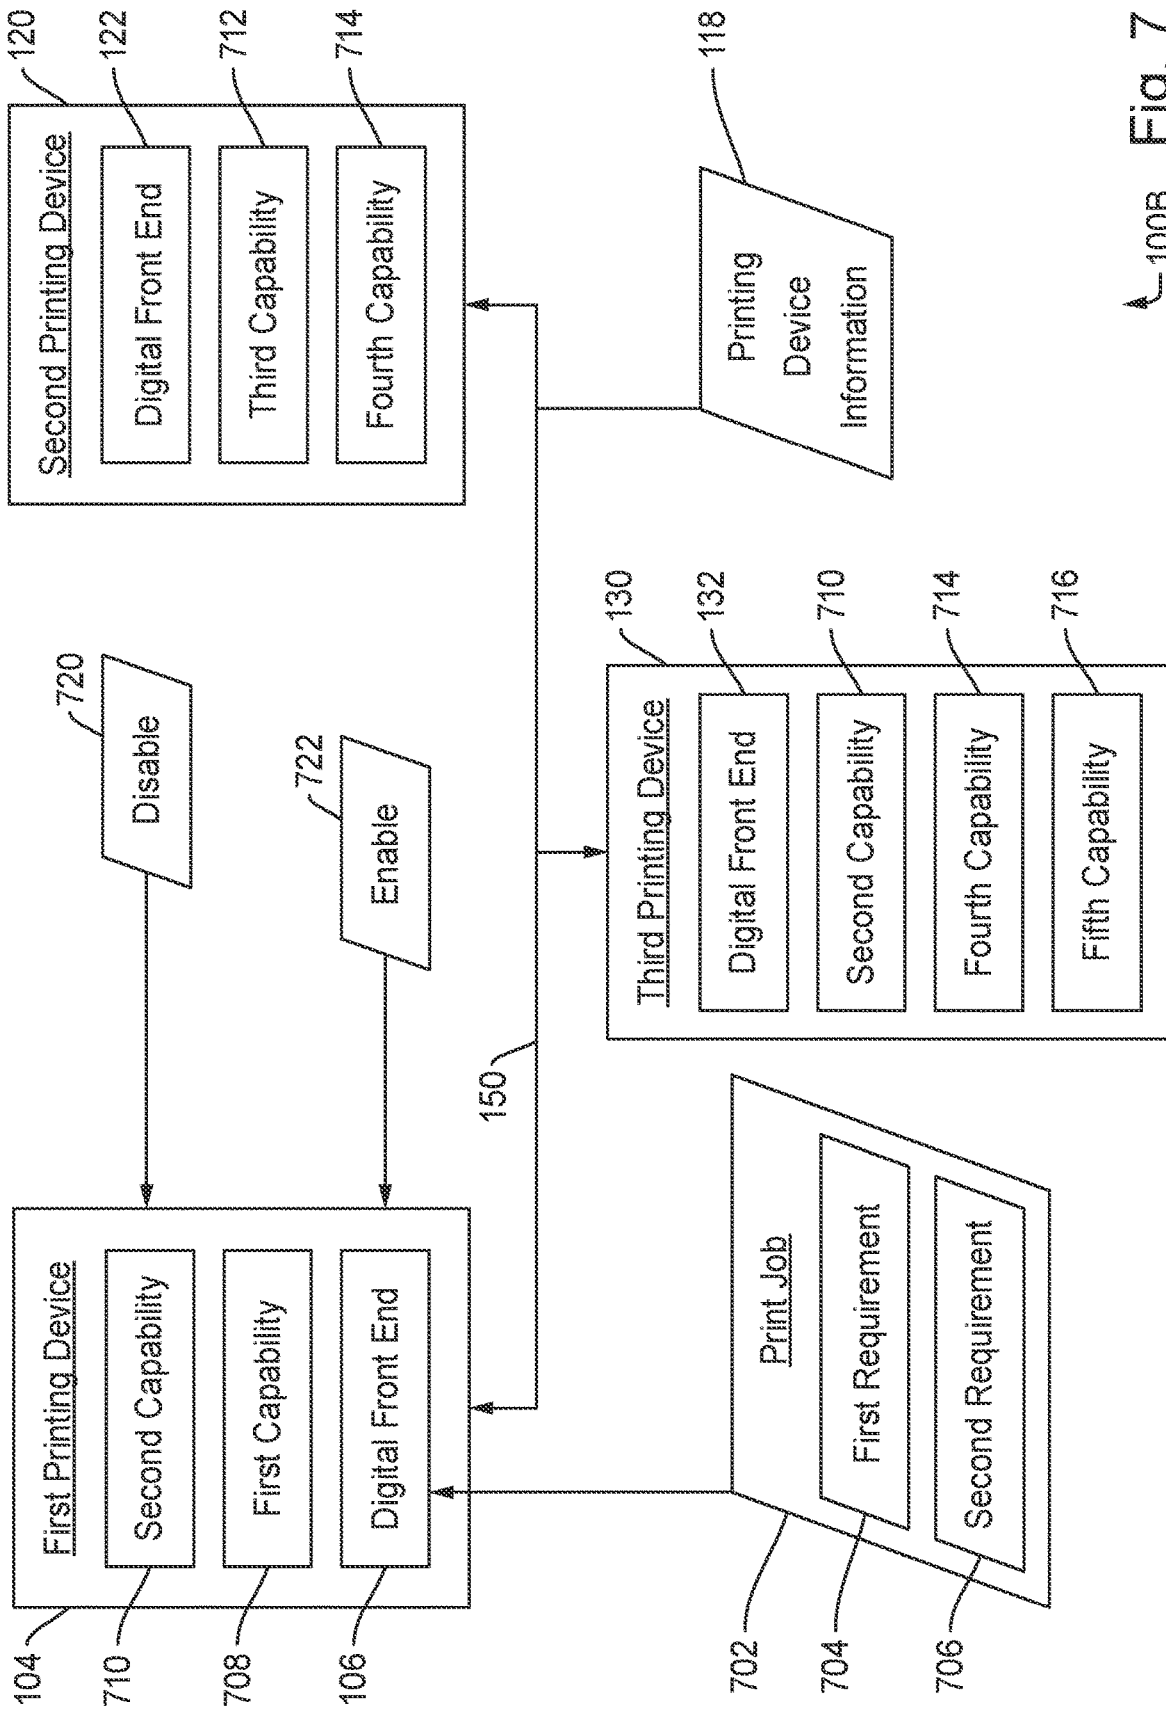 First Printing Device
Second Capability
First Capability
Digital Front End
104
710
708
106
Disable
720
Enable
722
150
Second Printing Device
Digital Front End
Third Capability
Fourth Capability
120
122
712
714
Print Job
First Requirement
Second Requirement
702
704
706
Third Printing Device
Digital Front End
Second Capability
Fourth Capability
Fifth Capability
130
132
710
714
716
Printing
Device
Information
118
100B
Fig. 7